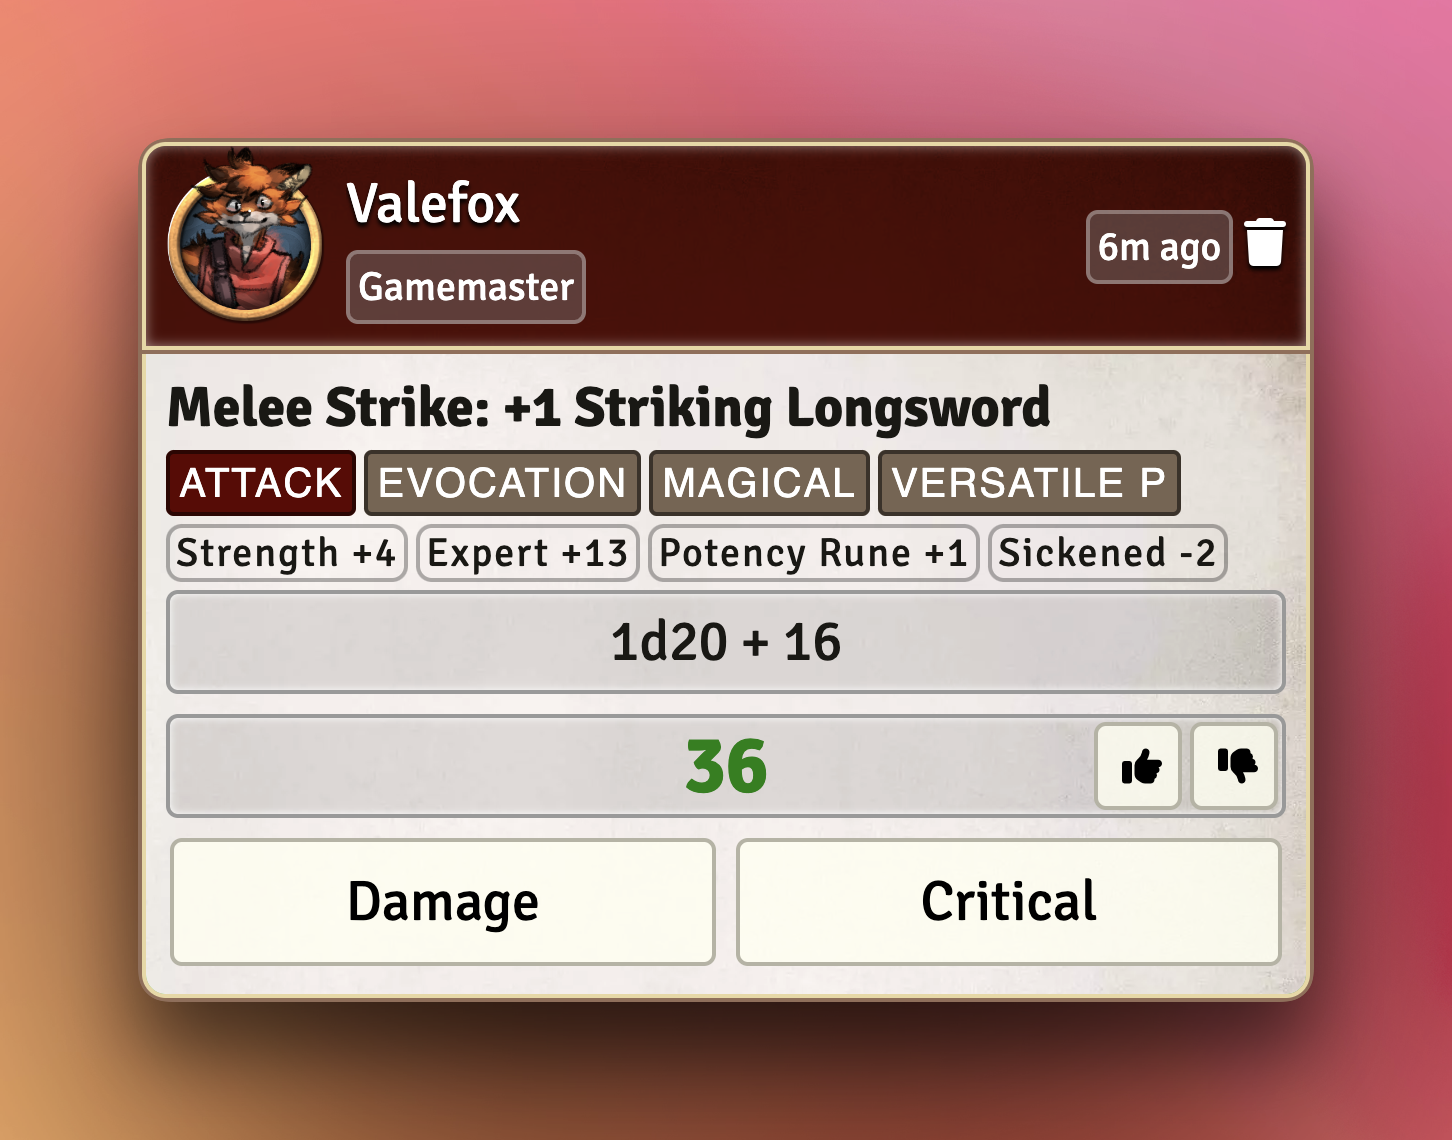 Valefox
Gamemaster
6m ago
Melee Strike: +1 Striking Longsword
ATTACK EVOCATION MAGICAL VERSATILE P
Strength +4 Expert +13 Potency Rune +1 Sickened -2
1d20 + 16
36
Damage Critical